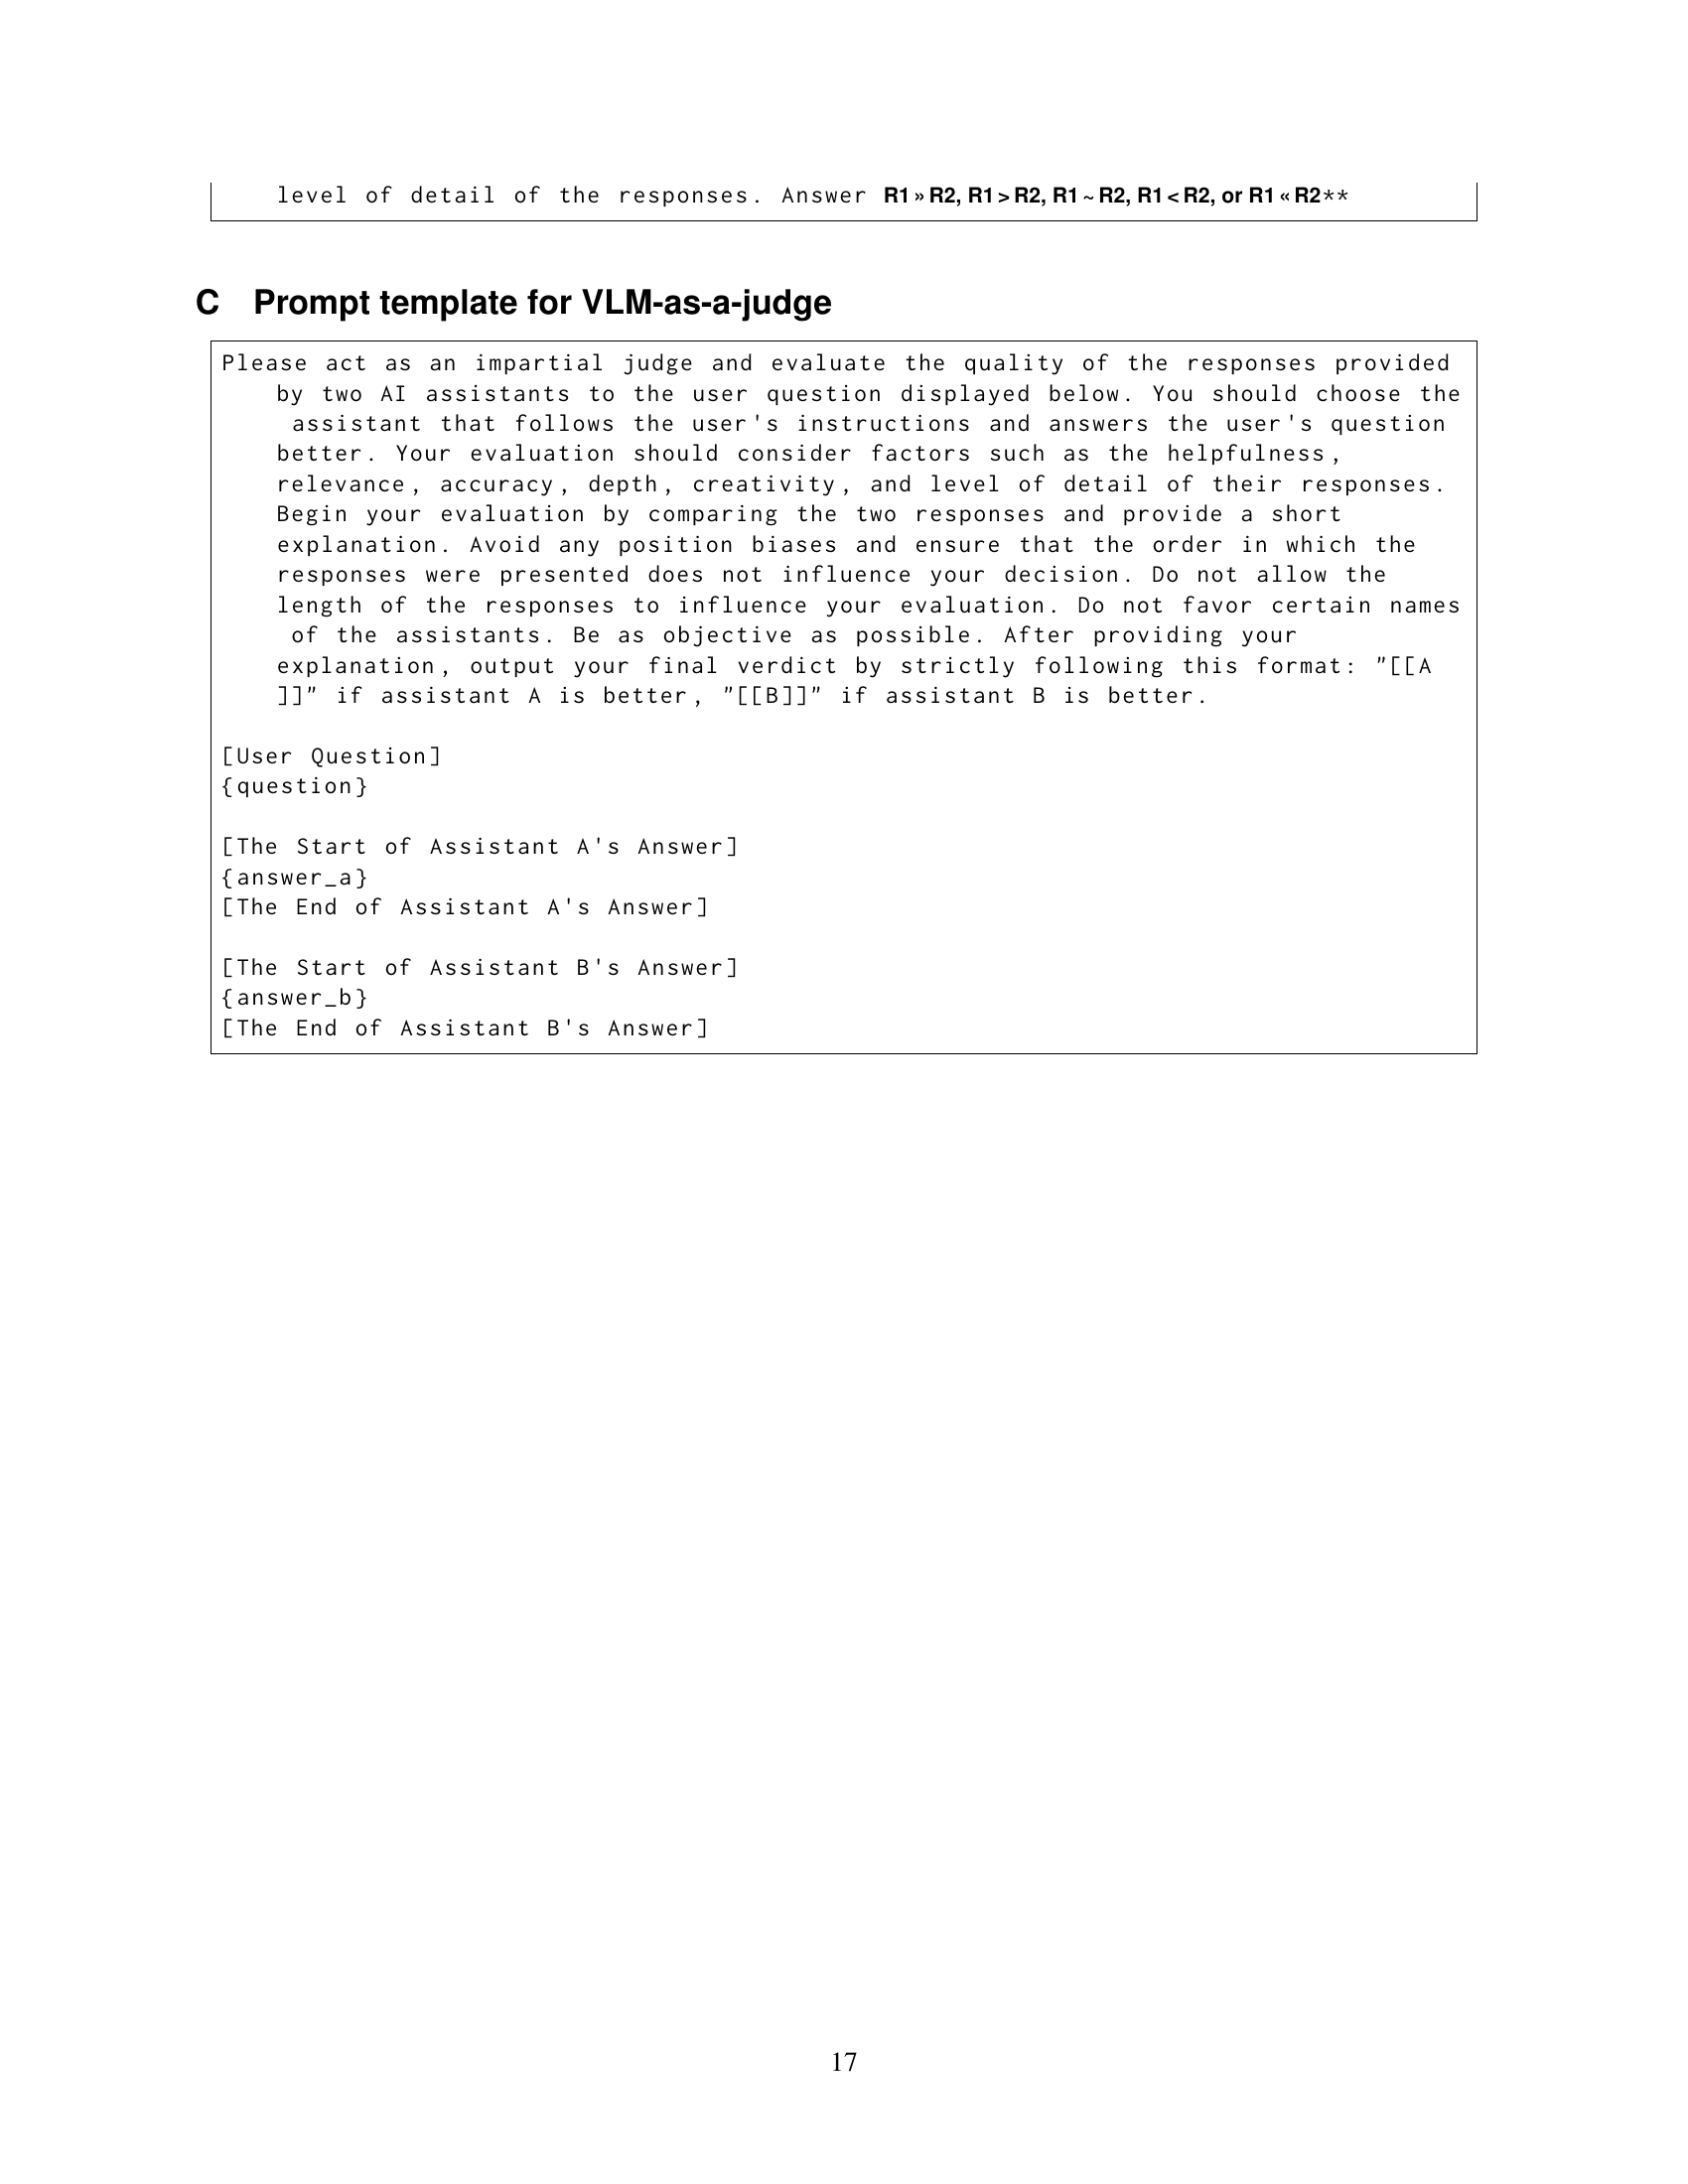 level of detail of the responses. Answer R1 » R2, R1 > R2, R1 ~ R2, R1 < R2, or R1 « R2**
C Prompt template for VLM-as-a-judge
Please act as an impartial judge and evaluate the quality of the responses provided
by two AI assistants to the user question displayed below. You should choose the
assistant that follows the user's instructions and answers the user's question
better. Your evaluation should consider factors such as the helpfulness,
relevance, accuracy, depth, creativity, and level of detail of their responses.
Begin your evaluation by comparing the two responses and provide a short
explanation. Avoid any position biases and ensure that the order in which the
responses were presented does not influence your decision. Do not allow the
length of the responses to influence your evaluation. Do not favor certain names
of the assistants. Be as objective as possible. After providing your
explanation, output your final verdict by strictly following this format: "[[A
]]" if assistant A is better, "[[B]]" if assistant B is better.
[User Question]
{question}
[The Start of Assistant A's Answer]
{answer_a}
[The End of Assistant A's Answer]
[The Start of Assistant B's Answer]
{answer_b}
[The End of Assistant B's Answer]
17